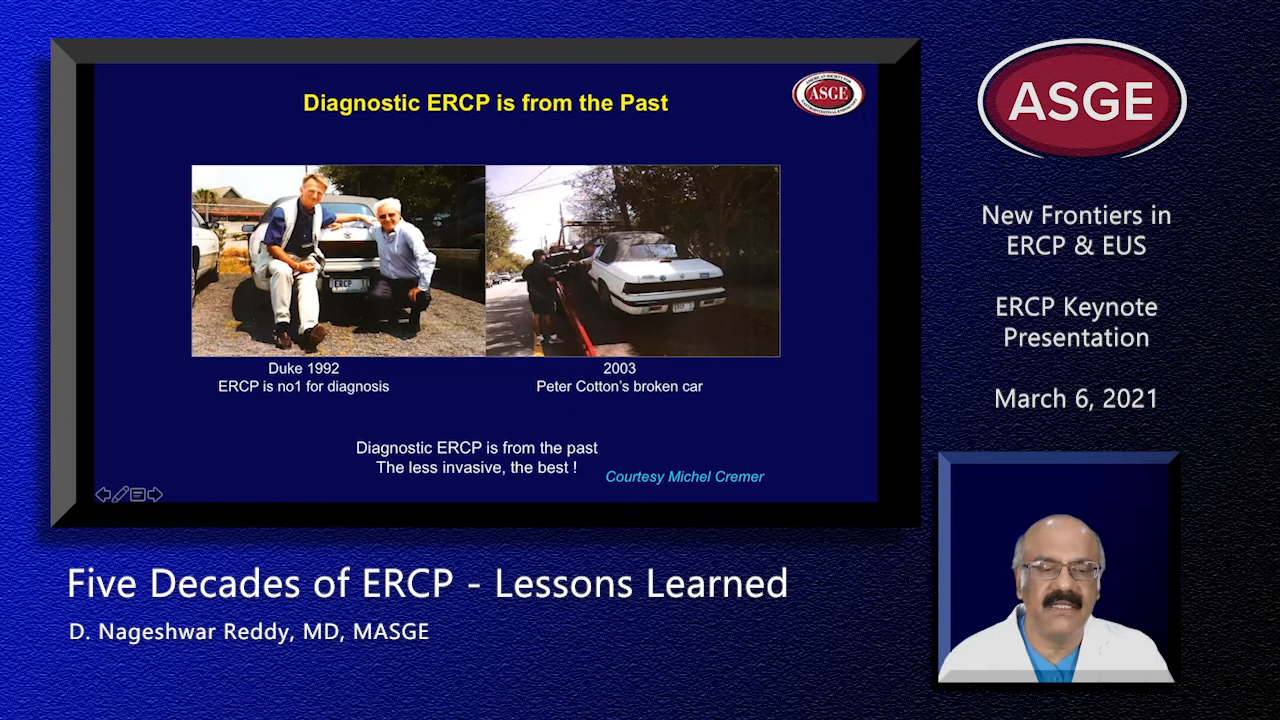 Diagnostic ERCP is from the Past
ASGE
ERCP
ERCP
Duke 1992
ERCP is no1 for diagnosis
2003
Peter Cotton's broken car
Diagnostic ERCP is from the past
The less invasive, the best !
Courtesy Michel Cremer
ASGE
New Frontiers in
ERCP & EUS
ERCP Keynote
Presentation
March 6, 2021
Five Decades of ERCP - Lessons Learned
D. Nageshwar Reddy, MD, MASGE